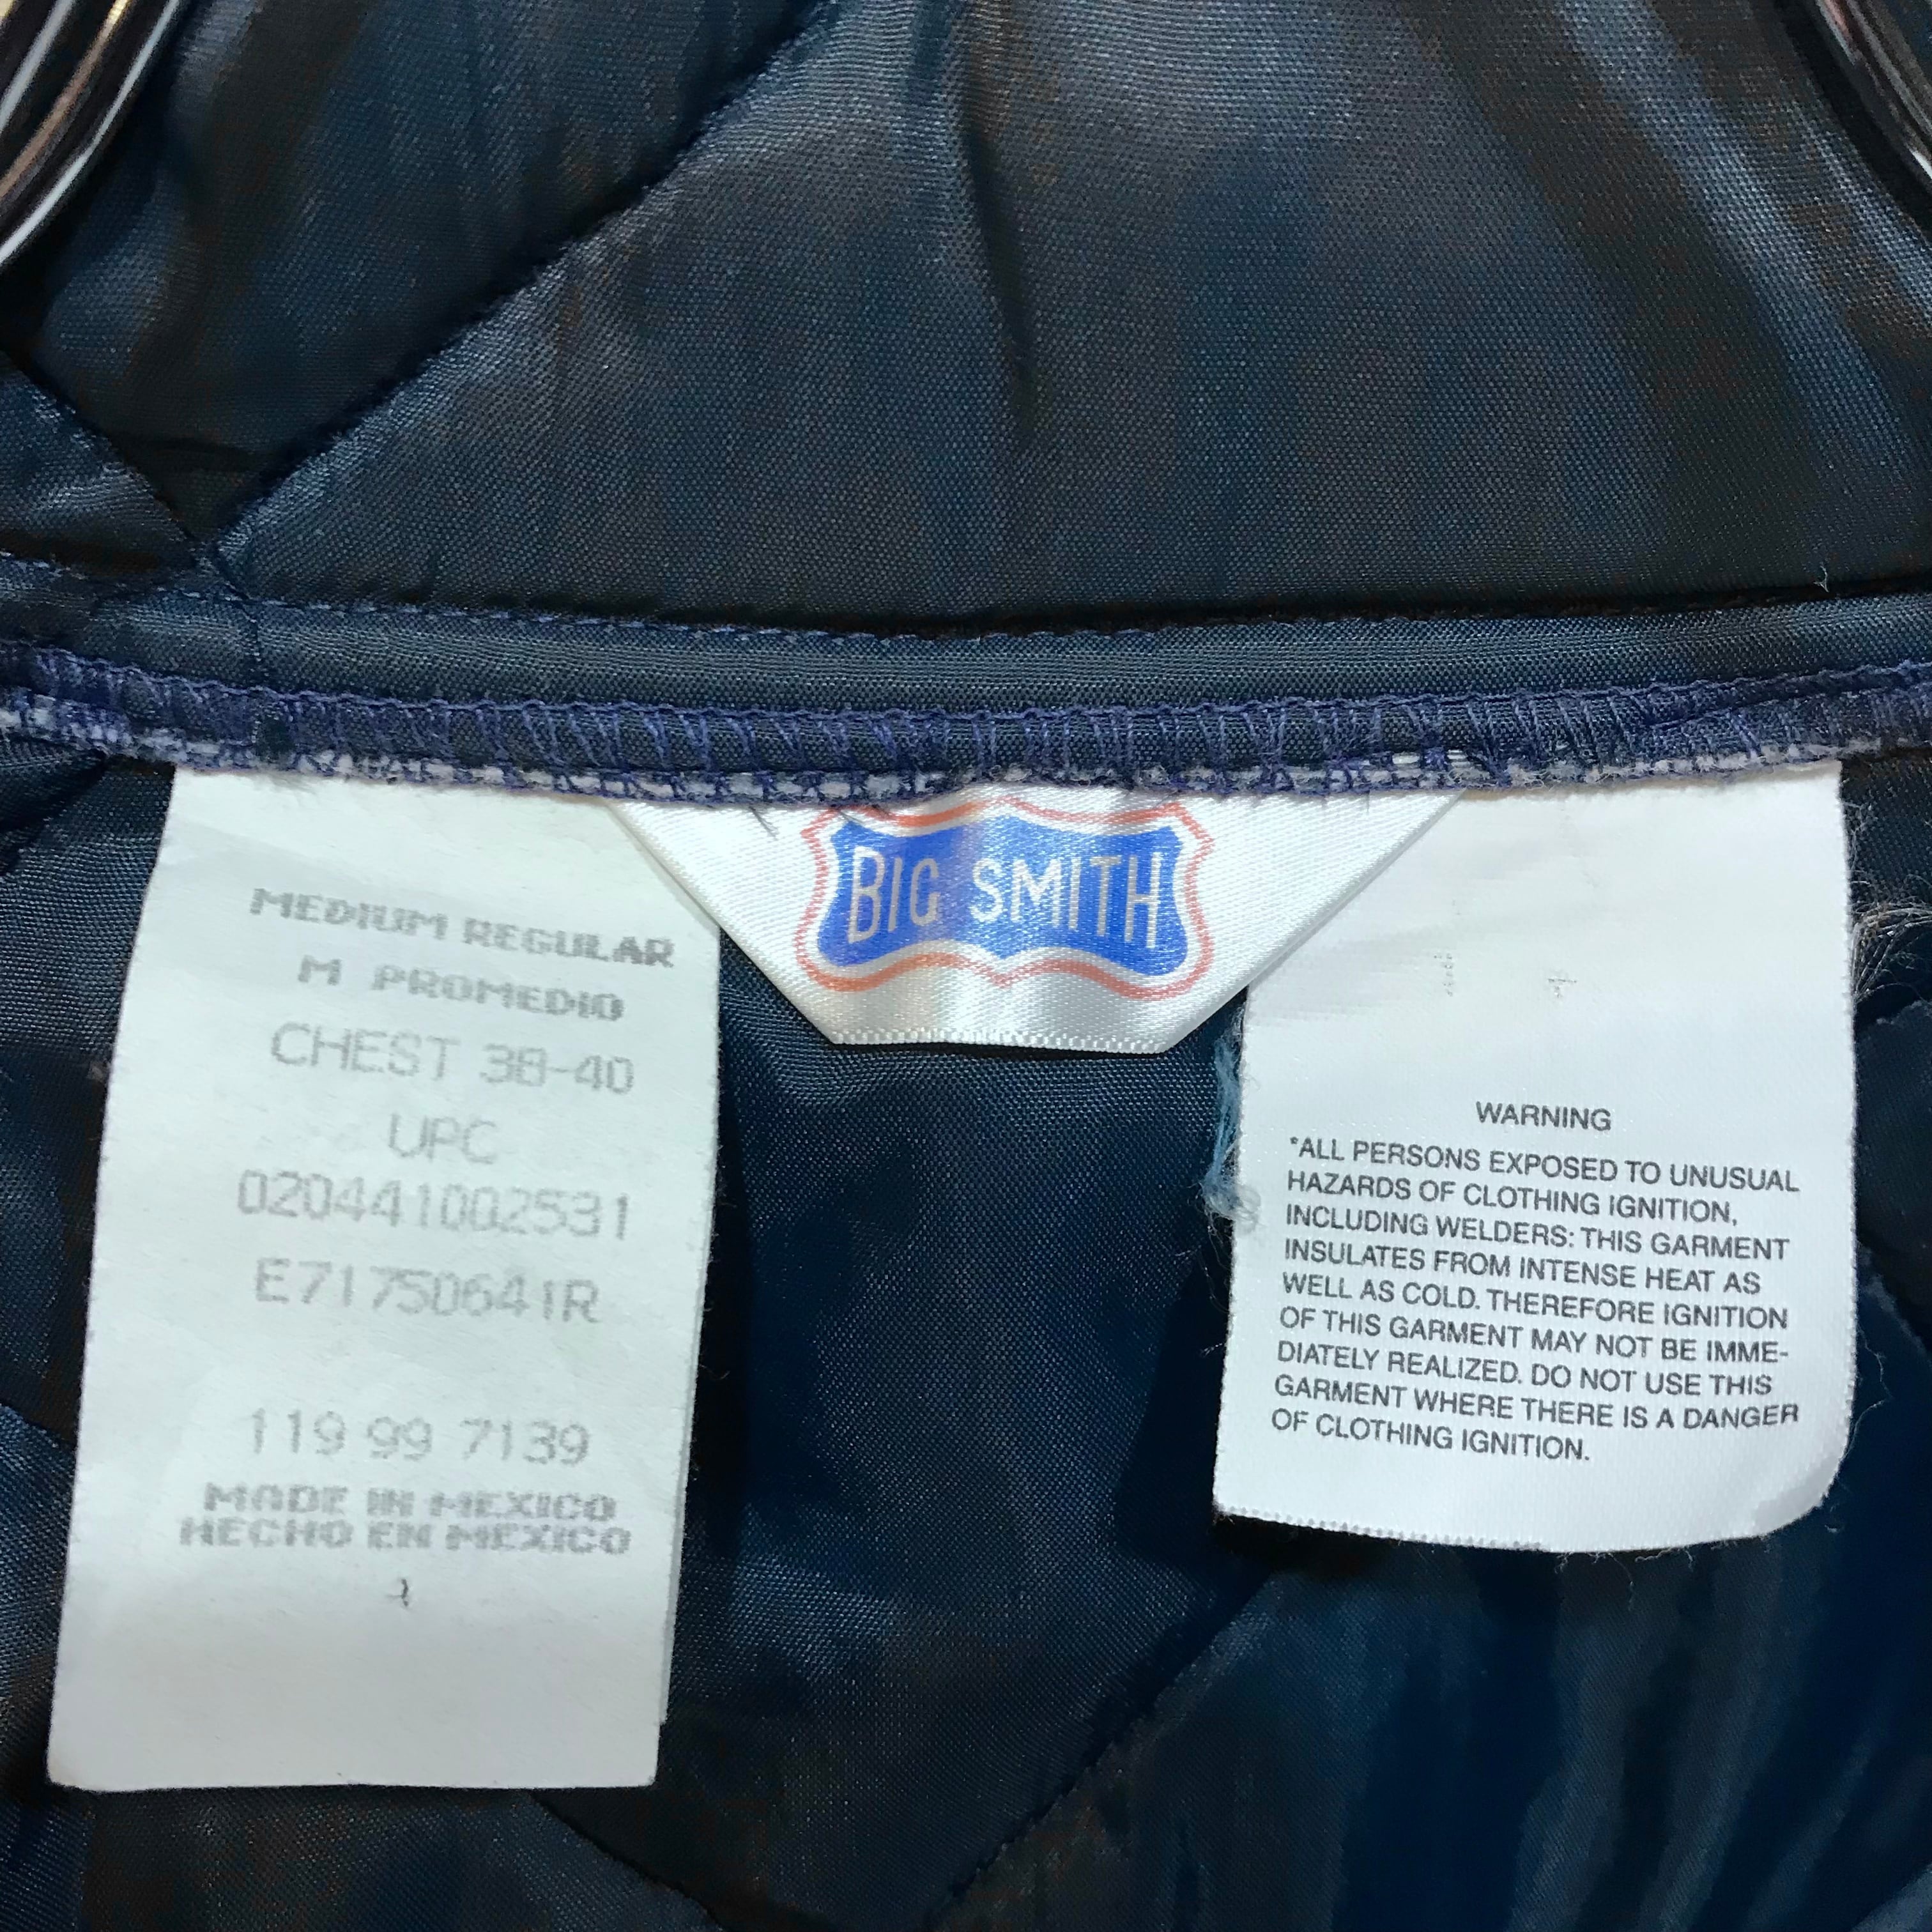 MEDIUM REGULAR
M PROMEDIO
CHEST 38-40
UPC
020441002531
E71750641R
119 99 7139
MADE IN MEXICO
HECHO EN MEXICO
BIG SMITH
WARNING
*ALL PERSONS EXPOSED TO UNUSUAL
HAZARDS OF CLOTHING IGNITION,
INCLUDING WELDERS: THIS GARMENT
INSULATES FROM INTENSE HEAT AS
WELL AS COLD. THEREFORE IGNITION
OF THIS GARMENT MAY NOT BE IMME-
DIATELY REALIZED. DO NOT USE THIS
GARMENT WHERE THERE IS A DANGER
OF CLOTHING IGNITION.